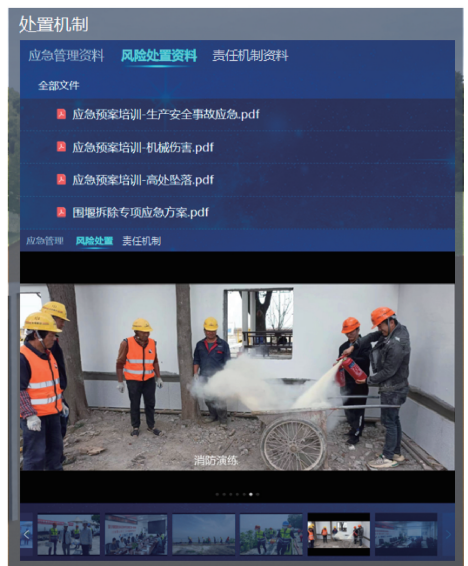 处置机制
应急管理资料 风险处置资料 责任机制资料
全部文件
应急预案培训-生产安全事故应急.pdf
应急预案培训-机械伤害.pdf
应急预案培训-高处坠落.pdf
围堰拆除专项应急方案.pdf
应急管理 风险处置 责任机制
消防演练